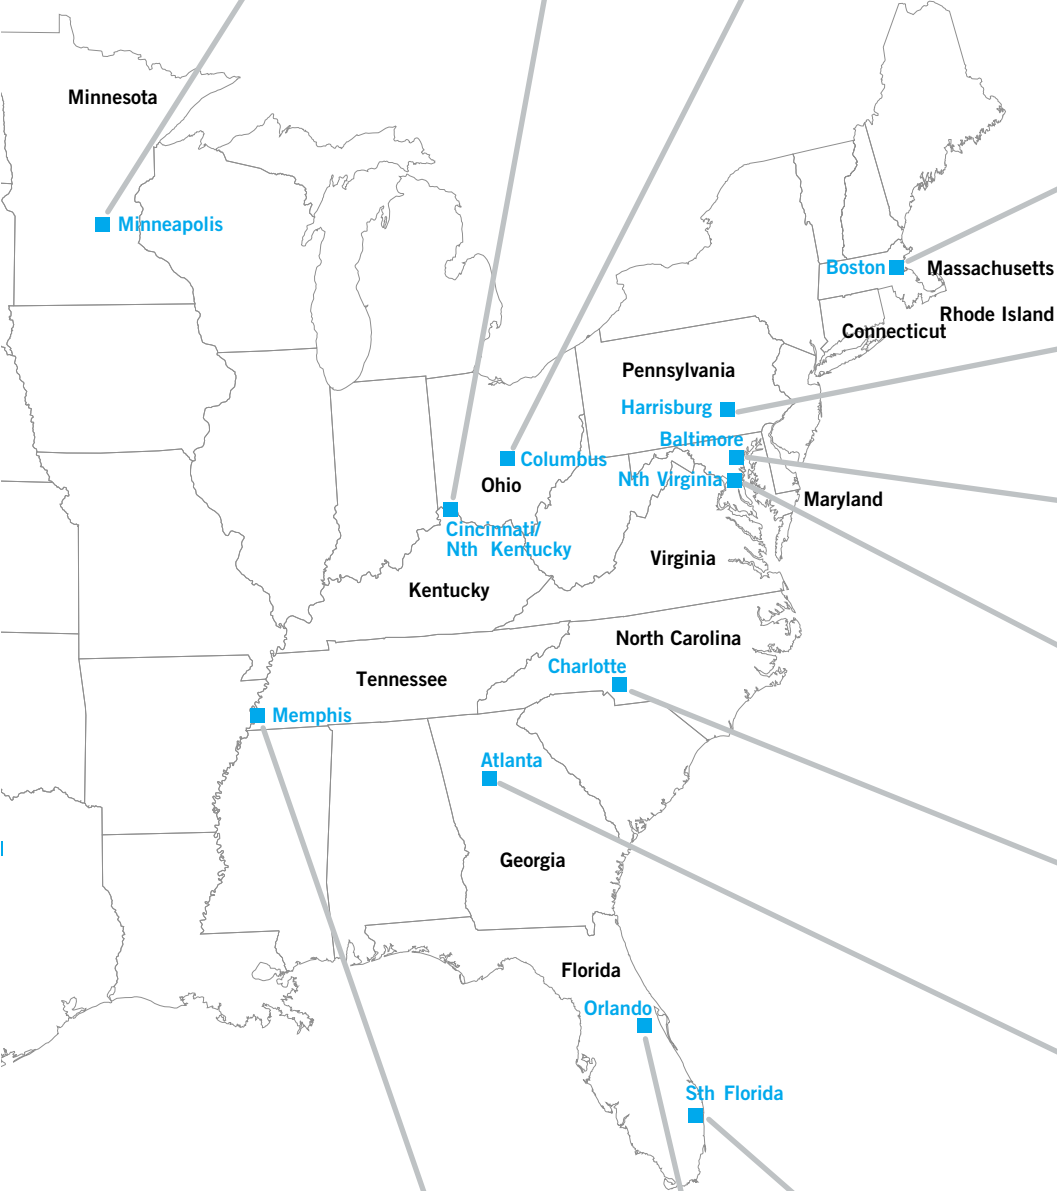 Minnesota
Minneapolis
Boston
Massachusetts
Rhode Island
Connecticut
Pennsylvania
Harrisburg
Baltimore
Columbus
Nth Virginia
Ohio
Maryland
Cincinnati/
Nth Kentucky
Virginia
Kentucky
North Carolina
Charlotte
Tennessee
Memphis
Atlanta
Georgia
Florida
Orlando
Sth Florida